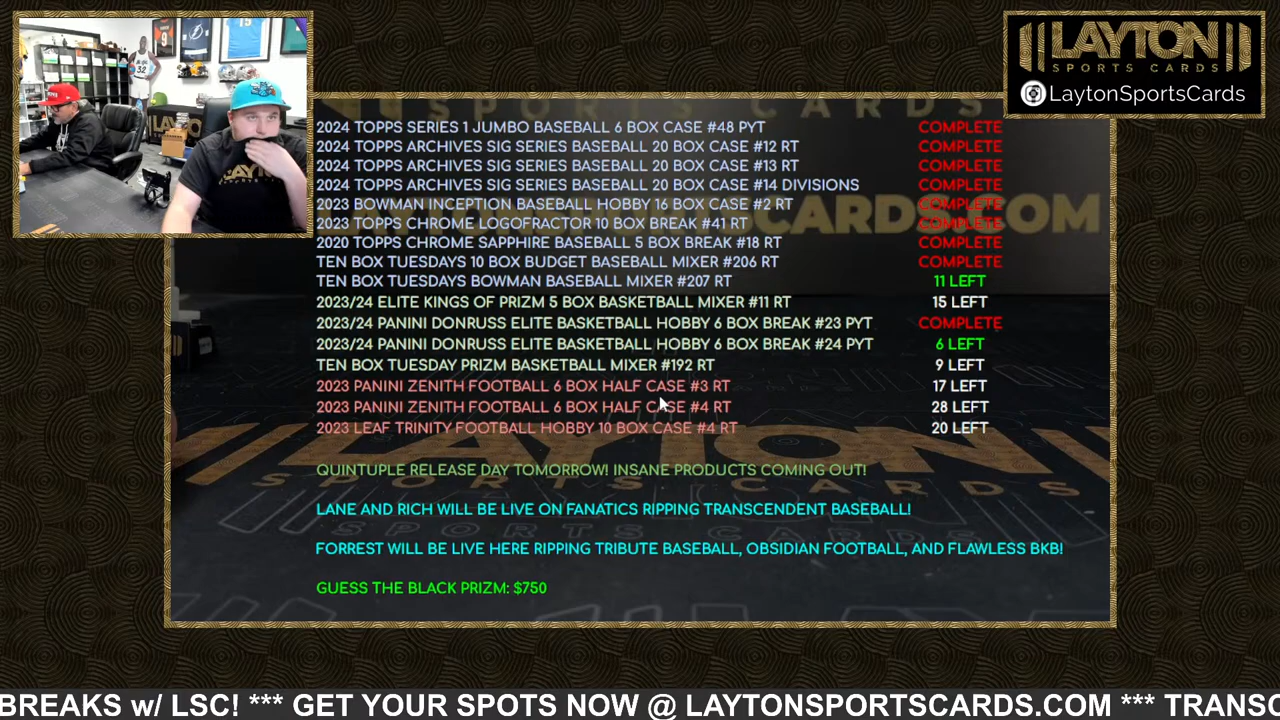 LAYTON
SPORTS CARDS
LaytonSportsCards
SPORTS CARDS
2024 TOPPS SERIES 1 JUMBO BASEBALL 6 BOX CASE #48 PYT COMPLETE
2024 TOPPS ARCHIVES SIG SERIES BASEBALL 20 BOX CASE #12 RT COMPLETE
2024 TOPPS ARCHIVES SIG SERIES BASEBALL 20 BOX CASE #13 RT COMPLETE
2024 TOPPS ARCHIVES SIG SERIES BASEBALL 20 BOX CASE #14 DIVISIONS COMPLETE
2023 BOWMAN INCEPTION BASEBALL HOBBY 16 BOX CASE #2 RT COMPLETE
2023 TOPPS CHROME LOGOFRACTOR 10 BOX BREAK #41 RT COMPLETE
2020 TOPPS CHROME SAPPHIRE BASEBALL 5 BOX BREAK #18 RT COMPLETE
TEN BOX TUESDAYS 10 BOX BUDGET BASEBALL MIXER #206 RT COMPLETE
TEN BOX TUESDAYS BOWMAN BASEBALL MIXER #207 RT 11 LEFT
2023/24 ELITE KINGS OF PRIZM 5 BOX BASKETBALL MIXER #11 RT 15 LEFT
2023/24 PANINI DONRUSS ELITE BASKETBALL HOBBY 6 BOX BREAK #23 PYT COMPLETE
2023/24 PANINI DONRUSS ELITE BASKETBALL HOBBY 6 BOX BREAK #24 PYT 6 LEFT
TEN BOX TUESDAY PRIZM BASKETBALL MIXER #192 RT 9 LEFT
2023 PANINI ZENITH FOOTBALL 6 BOX HALF CASE #3 RT 17 LEFT
2023 PANINI ZENITH FOOTBALL 6 BOX HALF CASE #4 RT 28 LEFT
2023 LEAF TRINITY FOOTBALL HOBBY 10 BOX CASE #4 RT 20 LEFT
QUINTUPLE RELEASE DAY TOMORROW! INSANE PRODUCTS COMING OUT!
LANE AND RICH WILL BE LIVE ON FANATICS RIPPING TRANSCENDENT BASEBALL!
FORREST WILL BE LIVE HERE RIPPING TRIBUTE BASEBALL, OBSIDIAN FOOTBALL, AND FLAWLESS BKB!
GUESS THE BLACK PRIZM: $750
BREAKS w/ LSC! *** GET YOUR SPOTS NOW @ LAYTONSPORTSCARDS.COM *** TRANSC